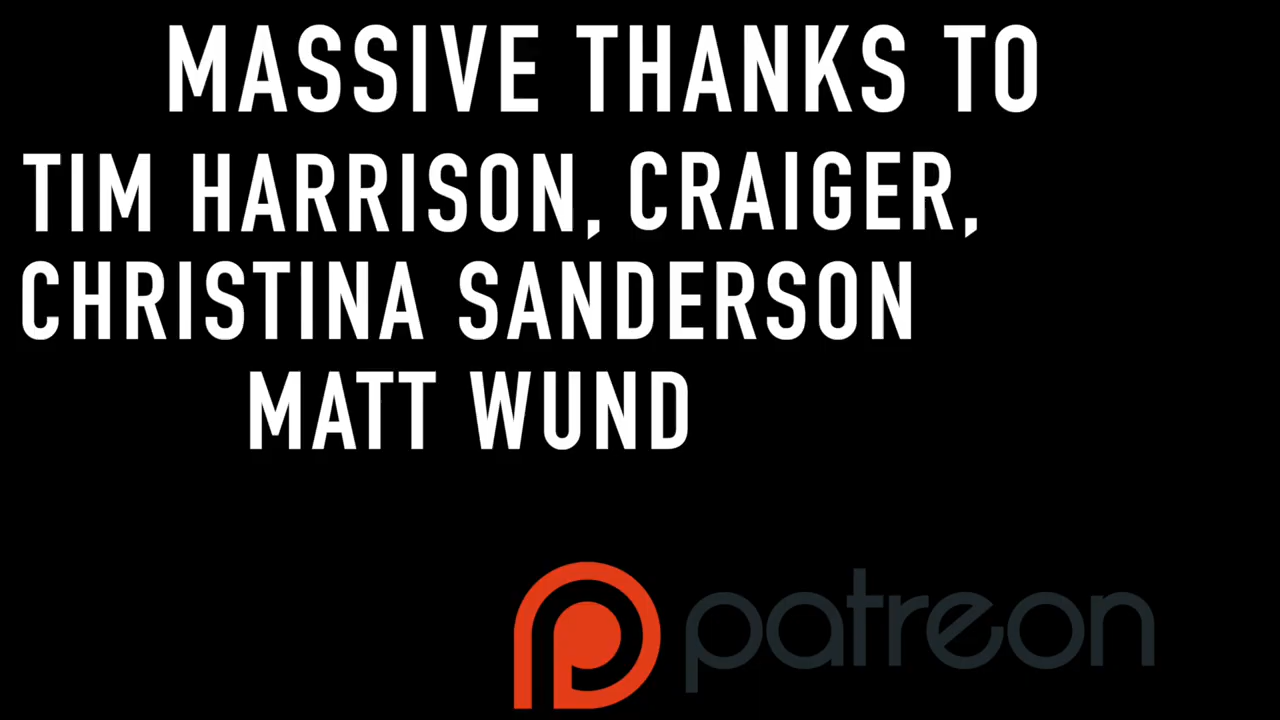 MASSIVE THANKS TO
TIM HARRISON, CRAIGER,
CHRISTINA SANDERSON
MATT WUND
patreon